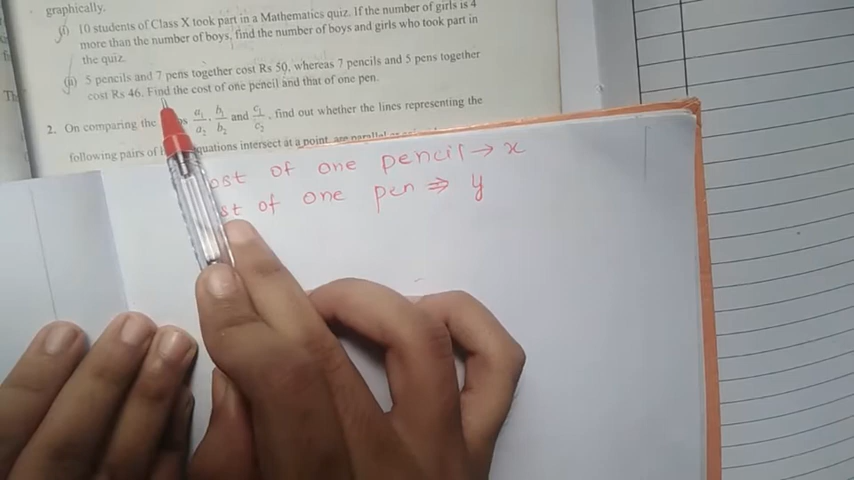 graphically.
(i) 10 students of Class X took part in a Mathematics quiz. If the number of girls is 4
more than the number of boys, find the number of boys and girls who took part in
the quiz.
(ii) 5 pencils and 7 pens together cost Rs 50, whereas 7 pencils and 5 pens together
cost Rs 46. Find the cost of one pencil and that of one pen.
2. On comparing the a₁/a₂, b₁/b₂ and c₁/c₂, find out whether the lines representing the
following pairs of equations intersect at a point, are parallel
ost of one pencil → x
st of one pen ⇒ y